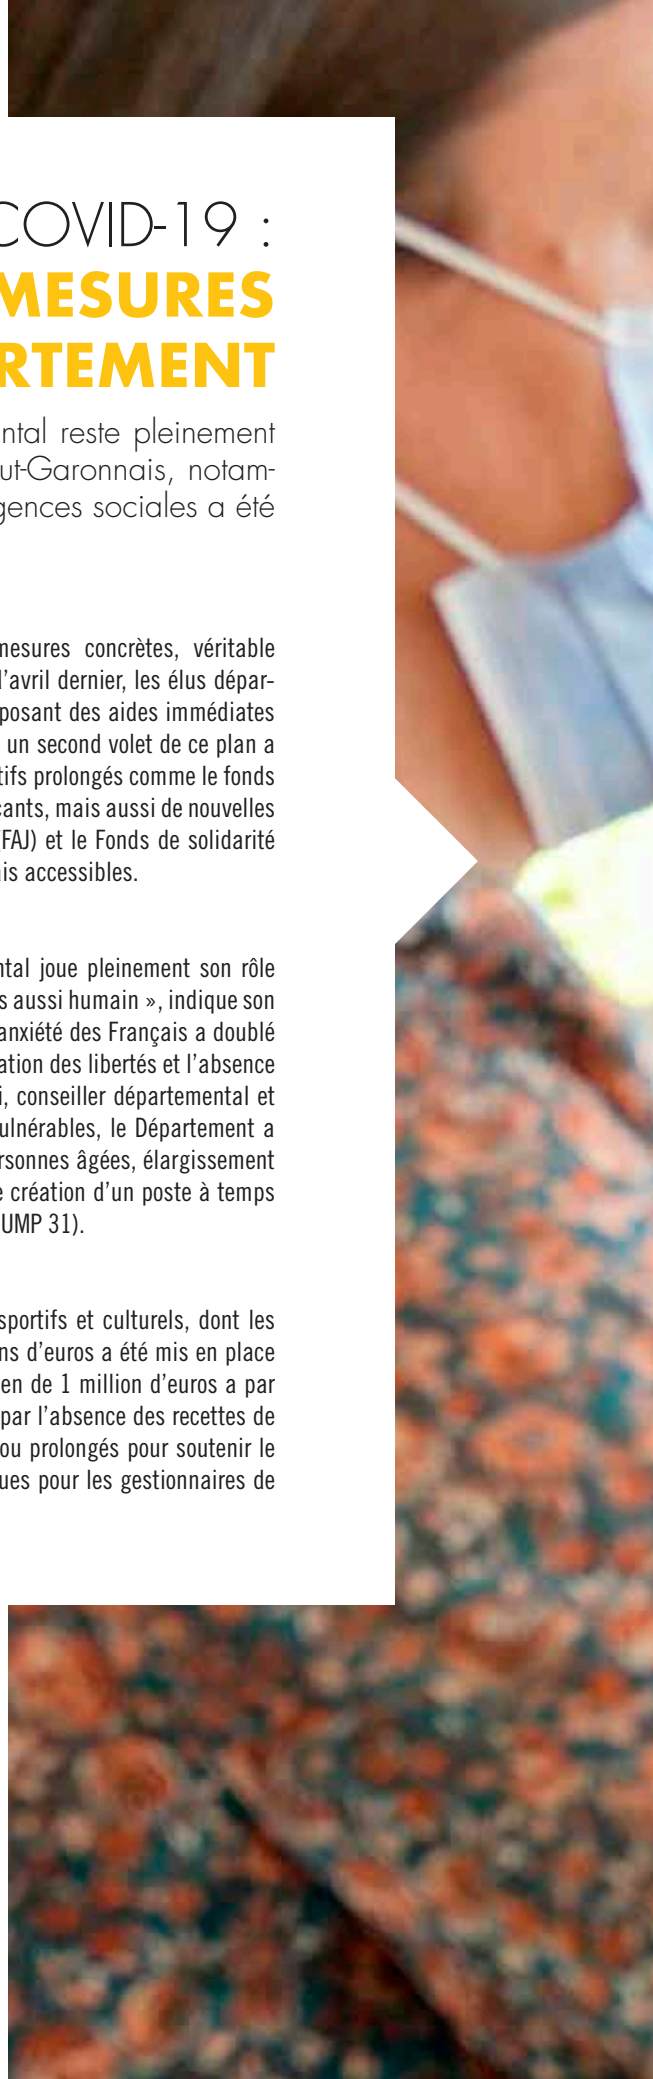 COVID-19 :
MESURES
RTEMENT
ntal reste pleinement
ut-Garonnais, notam-
gences sociales a été
mesures concrètes, véritable
d'avril dernier, les élus dépar-
posant des aides immédiates
un second volet de ce plan a
tifs prolongés comme le fonds
çants, mais aussi de nouvelles
(FAJ) et le Fonds de solidarité
is accessibles.
ntal joue pleinement son rôle
s aussi humain », indique son
anxiété des Français a doublé
ation des libertés et l'absence
i, conseiller départemental et
ulnérables, le Département a
ersonnes âgées, élargissement
e création d'un poste à temps
UMP 31).
sportifs et culturels, dont les
ns d'euros a été mis en place
en de 1 million d'euros a par
par l'absence des recettes de
ou prolongés pour soutenir le
ues pour les gestionnaires de